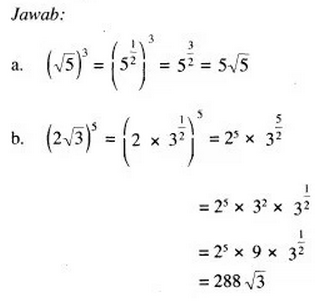 Jawab:
a. (√5)³ = (5^(1/2))³ = 5^(3/2) = 5√5
b. (2√3)⁵ = (2 × 3^(1/2))⁵ = 2⁵ × 3^(5/2)
= 2⁵ × 3² × 3^(1/2)
= 2⁵ × 9 × 3^(1/2)
= 288 √3